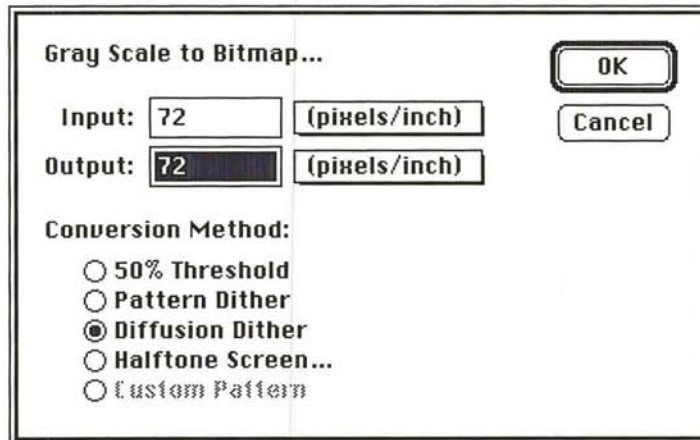 Gray Scale to Bitmap...
OK
Input: 72 (pixels/inch)
Cancel
Output: 72 (pixels/inch)
Conversion Method:
50% Threshold
Pattern Dither
Diffusion Dither
Halftone Screen...
Custom Pattern